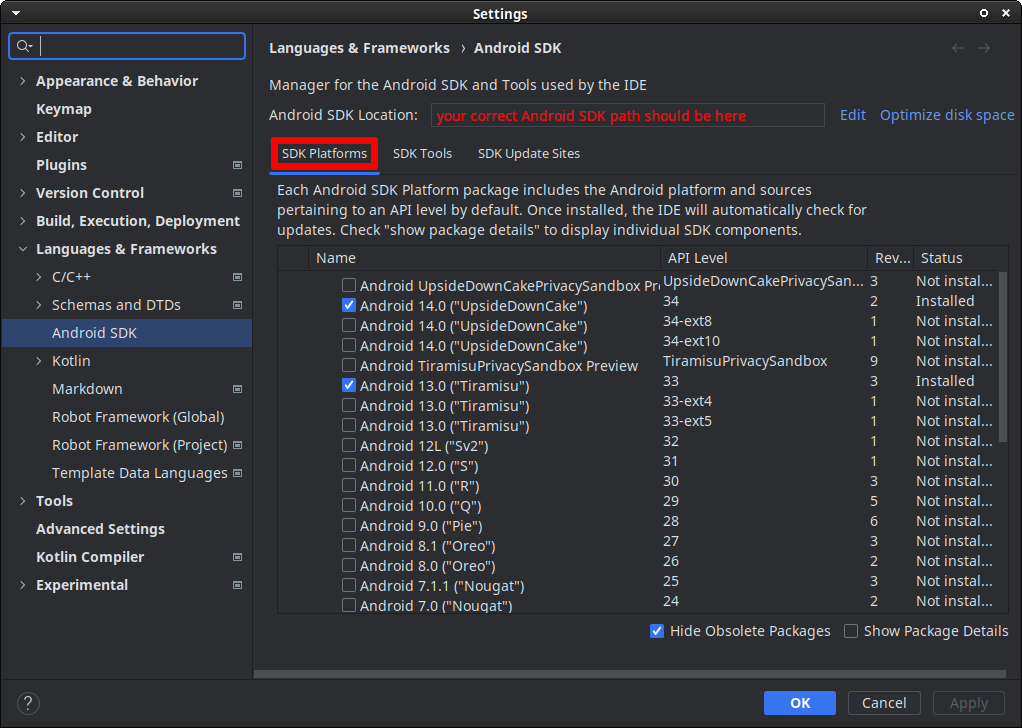 Settings
Languages & Frameworks › Android SDK
Appearance & Behavior
Keymap
Editor
Plugins
Version Control
Build, Execution, Deployment
Languages & Frameworks
C/C++
Schemas and DTDs
Android SDK
Kotlin
Markdown
Robot Framework (Global)
Robot Framework (Project)
Template Data Languages
Tools
Advanced Settings
Kotlin Compiler
Experimental
Manager for the Android SDK and Tools used by the IDE
Android SDK Location: your correct Android SDK path should be here Edit Optimize disk space
SDK Platforms SDK Tools SDK Update Sites
Each Android SDK Platform package includes the Android platform and sources
pertaining to an API level by default. Once installed, the IDE will automatically check for
updates. Check "show package details" to display individual SDK components.
Name API Level Rev... Status
Android UpsideDownCakePrivacySandbox Pr UpsideDownCakePrivacySan... 3 Not instal...
Android 14.0 ("UpsideDownCake") 34 2 Installed
Android 14.0 ("UpsideDownCake") 34-ext8 1 Not instal...
Android 14.0 ("UpsideDownCake") 34-ext10 1 Not instal...
Android TiramisuPrivacySandbox Preview TiramisuPrivacySandbox 9 Not instal...
Android 13.0 ("Tiramisu") 33 3 Installed
Android 13.0 ("Tiramisu") 33-ext4 1 Not instal...
Android 13.0 ("Tiramisu") 33-ext5 1 Not instal...
Android 12L ("Sv2") 32 1 Not instal...
Android 12.0 ("S") 31 1 Not instal...
Android 11.0 ("R") 30 3 Not instal...
Android 10.0 ("Q") 29 5 Not instal...
Android 9.0 ("Pie") 28 6 Not instal...
Android 8.1 ("Oreo") 27 3 Not instal...
Android 8.0 ("Oreo") 26 2 Not instal...
Android 7.1.1 ("Nougat") 25 3 Not instal...
Android 7.0 ("Nougat") 24 2 Not instal...
Hide Obsolete Packages Show Package Details
? OK Cancel Apply